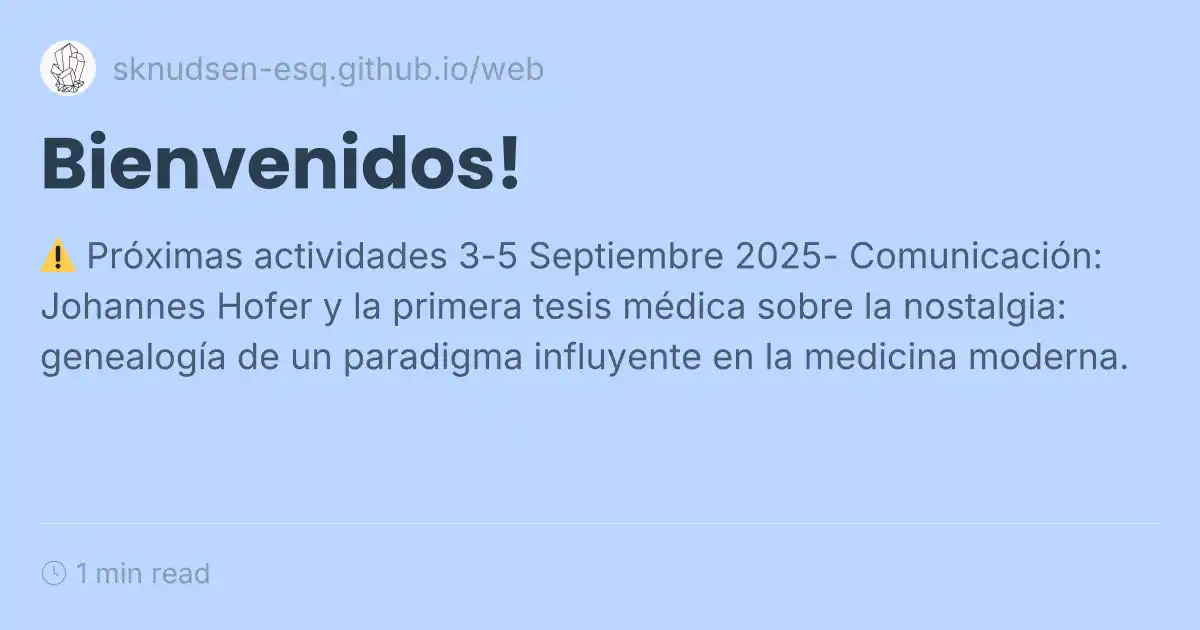 sknudsen-esq.github.io/web
Bienvenidos!
⚠️ Próximas actividades 3-5 Septiembre 2025- Comunicación:
Johannes Hofer y la primera tesis médica sobre la nostalgia:
genealogía de un paradigma influyente en la medicina moderna.
1 min read